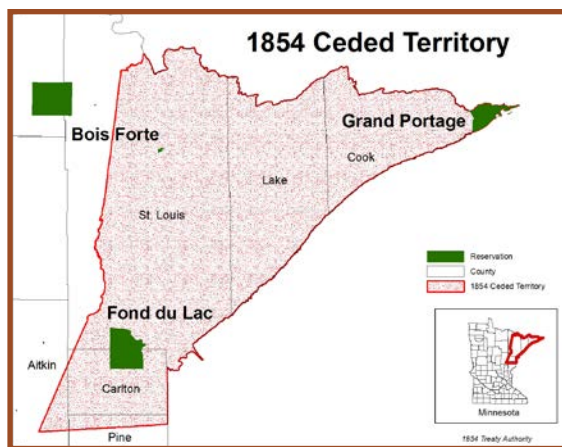 1854 Ceded Territory
Grand Portage
Bois Forte
Cook
Lake
St. Louis
Reservation
County
1854 Ceded Territory
Fond du Lac
Aitkin
Carlton
Minnesota
Pine
1854 Treaty Authority